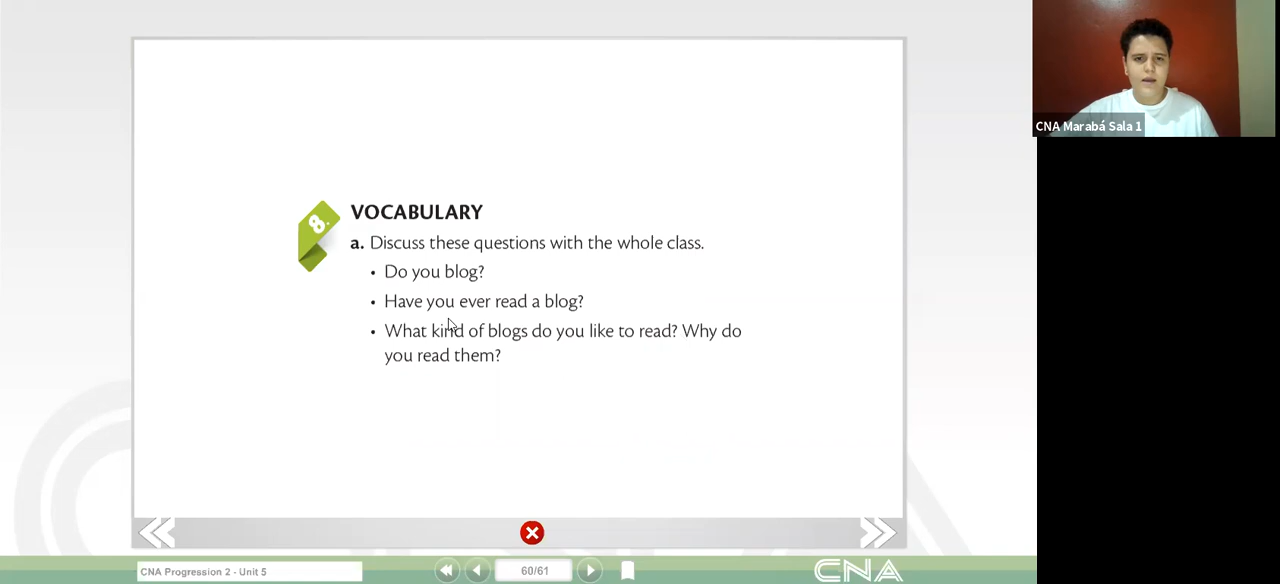 CNA Marabá Sala 1
8.
VOCABULARY
a. Discuss these questions with the whole class.
• Do you blog?
• Have you ever read a blog?
• What kind of blogs do you like to read? Why do
you read them?
CNA Progression 2 - Unit 5
60/61
CNA